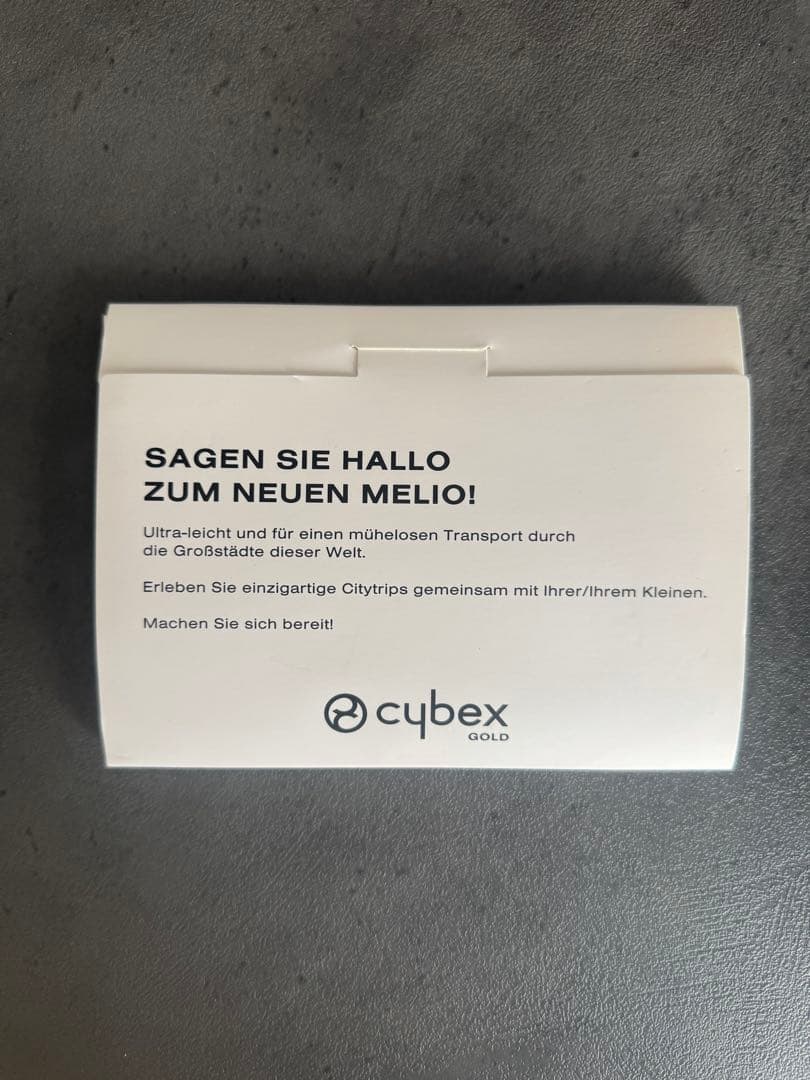 SAGEN SIE HALLO
ZUM NEUEN MELIO!
Ultra-leicht und für einen mühelosen Transport durch
die Großstädte dieser Welt.
Erleben Sie einzigartige Citytrips gemeinsam mit Ihrer/Ihrem Kleinen.
Machen Sie sich bereit!
cybex
GOLD